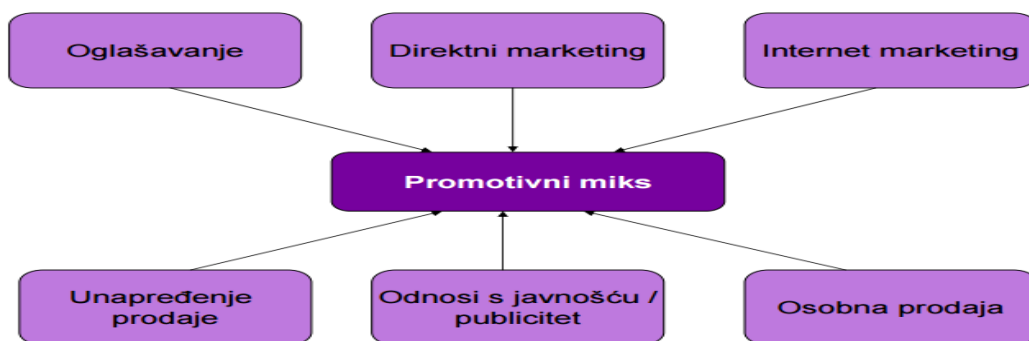 Oglašavanje
Direktni marketing
Internet marketing
Promotivni miks
Unapređenje
prodaje
Odnosi s javnošću /
publicitet
Osobna prodaja